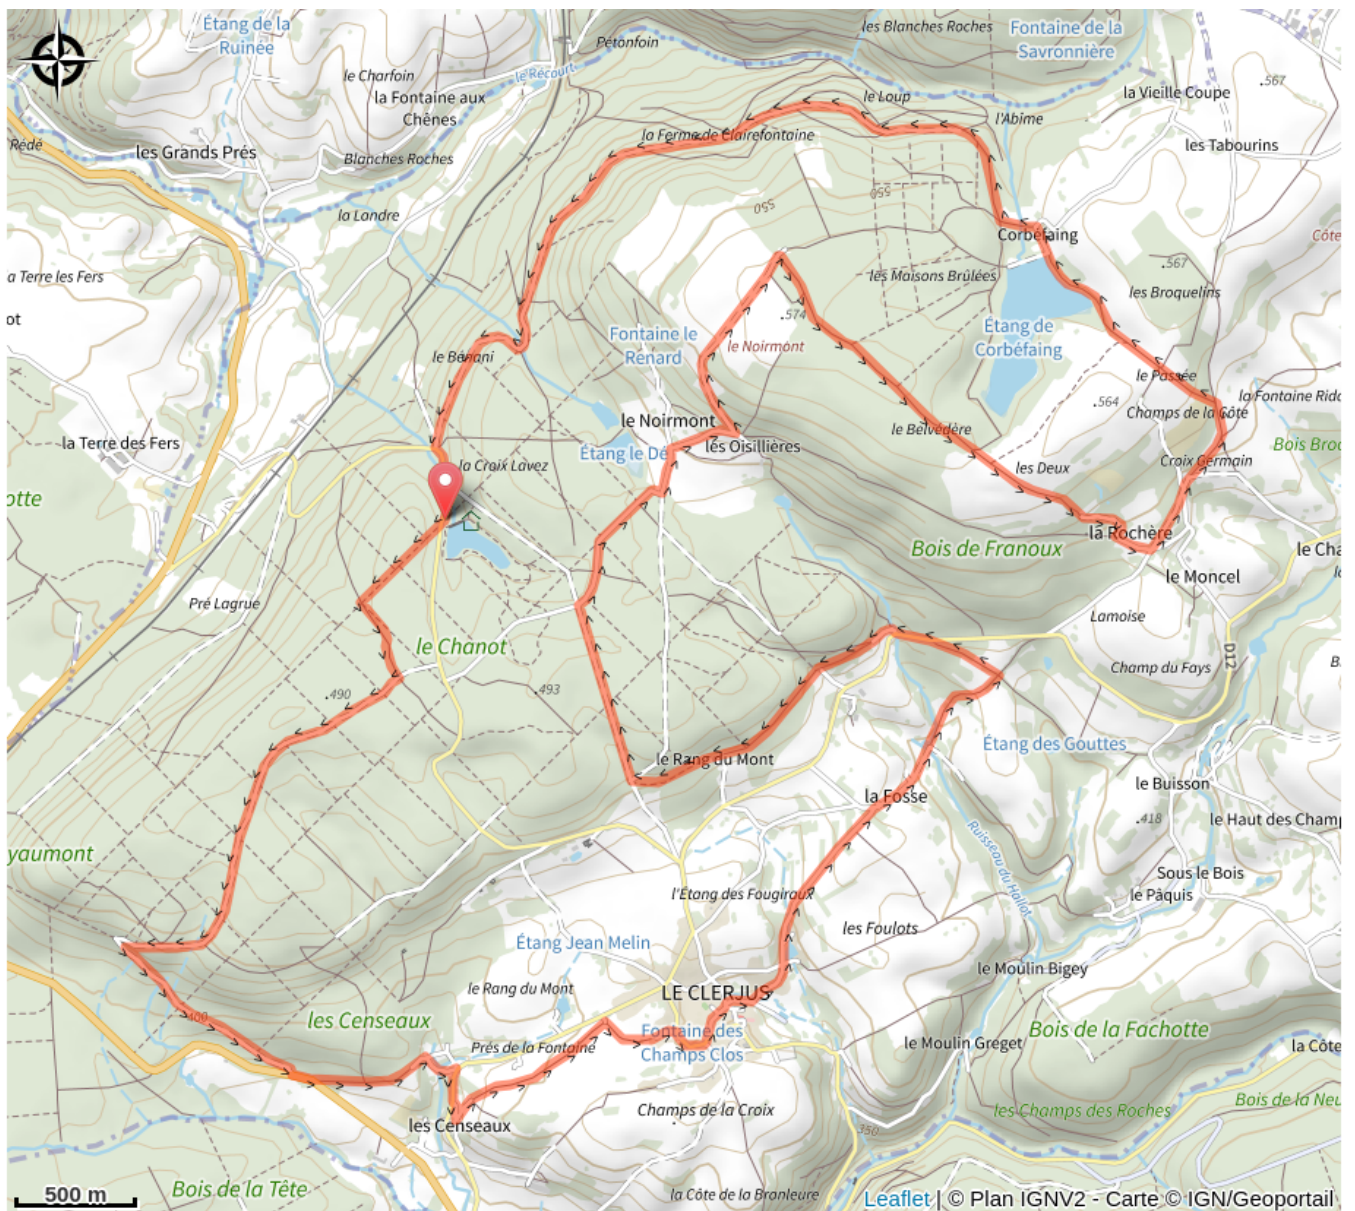 Étang de la
Ruinée
les Blanches Roches
Fontaine de la
Savronnière
Pétonfoin
le Charfoin
le Récourt
.567
la Fontaine aux
Chênes
le Loup
la Vieille Coupe
l'Abîme
la Ferme de Clairefontaine
Rédé
les Grands Prés
Blanches Roches
les Tabourins
550
550
la Landre
Corbéfaing
Côte
a Terre les Fers
les Maisons Brûlées
.567
les Broquelins
ot
.574
Étang de
Corbéfaing
Fontaine le
Renard
le Noirmont
le Bénani
le Passée
la Fontaine Rido
.564
Champs de la Côte
le Noirmont
les Oisillières
le Belvédère
la Terre des Fers
Étang le Dé
Bois Broc
la Croix Lavez
les Deux
Croix Germain
otte
la Rochère
Bois de Franoux
le Cha
le Moncel
Pré Lagrue
Lamoise
le Chanot
D12
Champ du Fays
B.
.490
.493
Étang des Gouttes
le Rang du Mont
le Buisson
la Fosse
.418
le Haut des Champ
yaumont
Ruisseau du Hallot
Sous le Bois
l'Étang des Fougiraux
le Pâquis
les Foulots
Étang Jean Melin
le Moulin Bigey
le Rang du Mont
LE CLERJUS
400
les Censeaux
Fontaine des
Champs Clos
Bois de la Fachotte
Prés de la Fontaine
le Moulin Greget
la Côte
Bois de la Neu
Champs de la Croix
les Champs des Roches
les Censeaux
350
Bois de la Tête
500 m
la Côte de la Branleure
Leaflet | © Plan IGNV2 - Carte © IGN/Geoportail